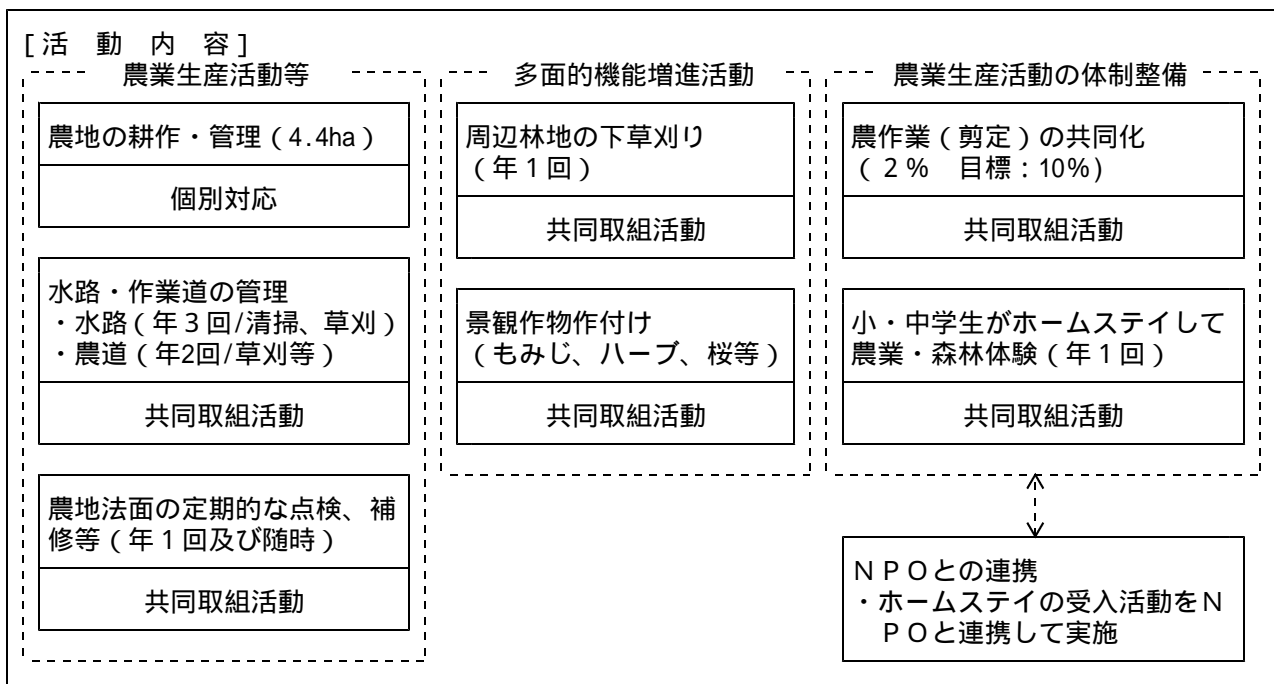 [活　動　内　容]
農業生産活動等
農地の耕作・管理（4.4ha）
個別対応
水路・作業道の管理
・水路（年３回/清掃、草刈）
・農道（年2回/草刈等）
共同取組活動
農地法面の定期的な点検、補
修等（年１回及び随時）
共同取組活動
多面的機能増進活動
周辺林地の下草刈り
（年１回）
共同取組活動
景観作物作付け
（もみじ、ハーブ、桜等）
共同取組活動
農業生産活動の体制整備
農作業（剪定）の共同化
（２%　目標：10%)
共同取組活動
小・中学生がホームステイして
農業・森林体験（年１回）
共同取組活動
ＮＰＯとの連携
・ホームステイの受入活動をＮ
ＰＯと連携して実施